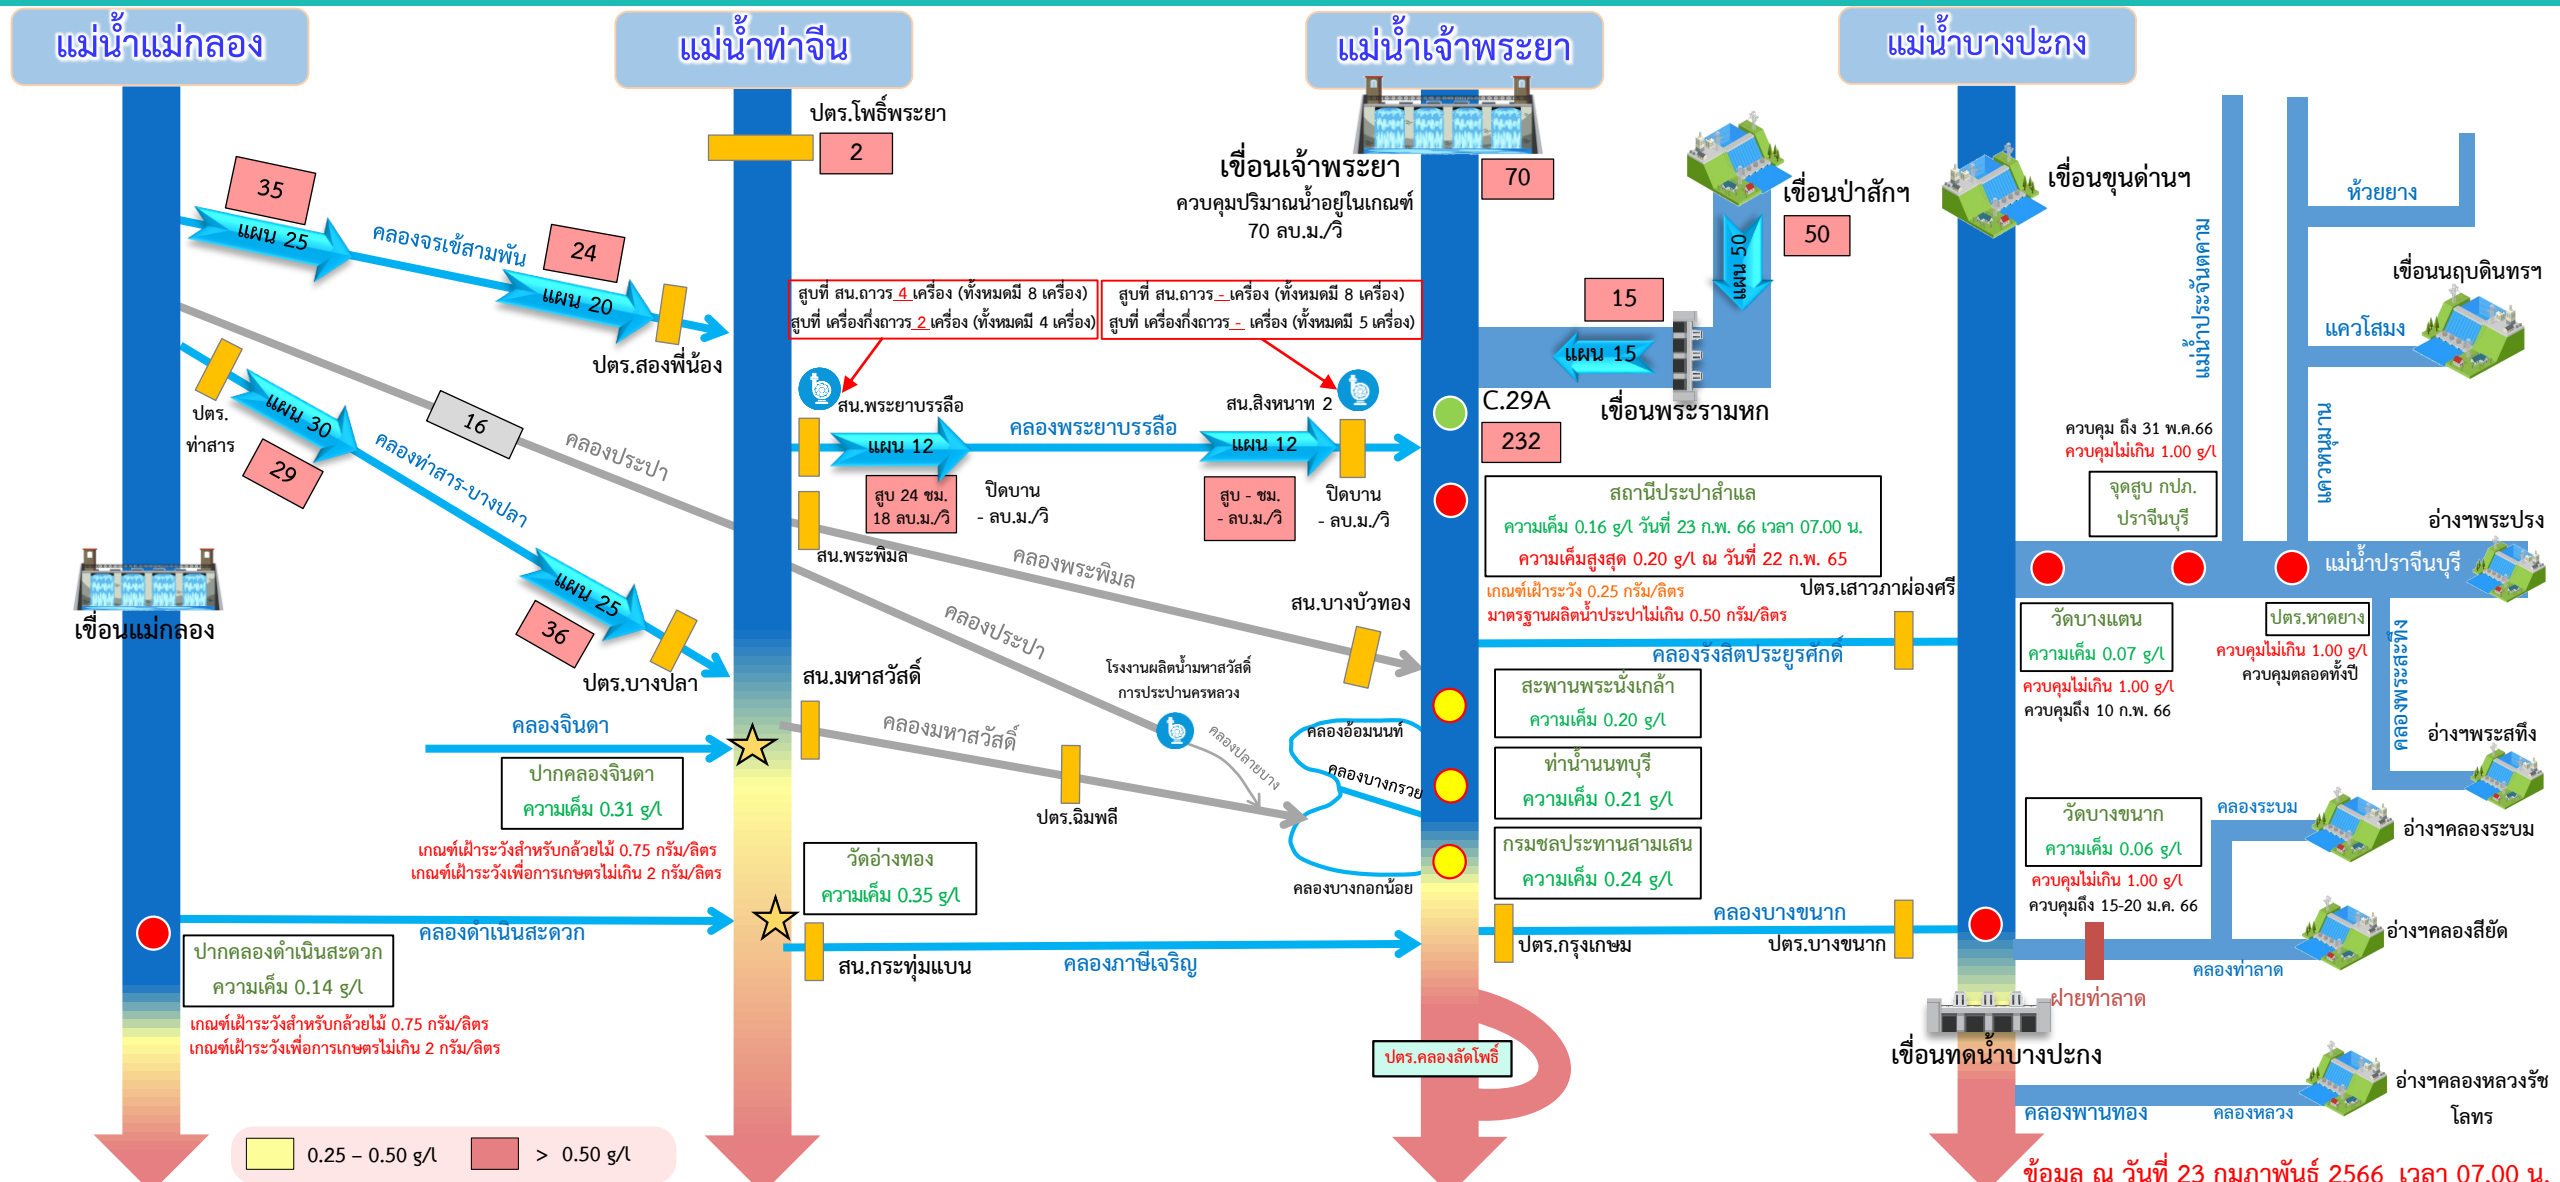 แม่น้ำแม่กลอง
แม่น้ำท่าจีน
แม่น้ำเจ้าพระยา
แม่น้ำบางปะกง
ปตร.โพธิ์พระยา
2
เขื่อนเจ้าพระยา
ควบคุมปริมาณน้ำอยู่ในเกณฑ์
70 ลบ.ม./วิ
70
เขื่อนป่าสักฯ
50
แผน 50
เขื่อนขุนด่านฯ
ห้วยยาง
แม่น้ำประจันตคาม
เขื่อนนฤบดินทรฯ
แควโสมง
แควหนุมาน
35
แผน 25
คลองจรเข้สามพัน
24
แผน 20
ปตร.สองพี่น้อง
สูบที่ สน.ถาวร 4 เครื่อง (ทั้งหมดมี 8 เครื่อง)
สูบที่ เครื่องกึ่งถาวร 2 เครื่อง (ทั้งหมดมี 4 เครื่อง)
สูบที่ สน.ถาวร - เครื่อง (ทั้งหมดมี 8 เครื่อง)
สูบที่ เครื่องกึ่งถาวร - เครื่อง (ทั้งหมดมี 5 เครื่อง)
15
แผน 15
เขื่อนพระรามหก
ปตร.
ท่าสาร
แผน 30
29
16
คลองประปา
คลองท่าสาร-บางปลา
แผน 25
36
ปตร.บางปลา
สน.พระยาบรรลือ
แผน 12
คลองพระยาบรรลือ
สน.สิงหนาท 2
แผน 12
สูบ 24 ชม.
18 ลบ.ม./วิ
ปิดบาน
- ลบ.ม./วิ
สูบ - ชม.
- ลบ.ม./วิ
ปิดบาน
- ลบ.ม./วิ
C.29A
232
สถานีประปาสำแล
ความเค็ม 0.16 g/l วันที่ 23 ก.พ. 66 เวลา 07.00 น.
ความเค็มสูงสุด 0.20 g/l ณ วันที่ 22 ก.พ. 65
เกณฑ์เฝ้าระวัง 0.25 กรัม/ลิตร
มาตรฐานผลิตน้ำประปาไม่เกิน 0.50 กรัม/ลิตร
ควบคุม ถึง 31 พ.ค.66
ควบคุมไม่เกิน 1.00 g/l
จุดสูบ กปภ.
ปราจีนบุรี
อ่างฯพระปรง
แม่น้ำปราจีนบุรี
สน.พระพิมล
คลองพระพิมล
สน.บางบัวทอง
ปตร.เสาวภาผ่องศรี
คลองรังสิตประยูรศักดิ์
วัดบางแตน
ความเค็ม 0.07 g/l
ควบคุมไม่เกิน 1.00 g/l
ควบคุมถึง 10 ก.พ. 66
ปตร.หาดยาง
ควบคุมไม่เกิน 1.00 g/l
ควบคุมตลอดทั้งปี
คลองพระสะทึง
อ่างฯพระสทึง
เขื่อนแม่กลอง
คลองประปา
โรงงานผลิตน้ำมหาสวัสดิ์
การประปานครหลวง
สน.มหาสวัสดิ์
คลองมหาสวัสดิ์
ปตร.ฉิมพลี
คลองปลายบาง
คลองอ้อมนนท์
คลองบางกรวย
คลองบางกอกน้อย
สะพานพระนั่งเกล้า
ความเค็ม 0.20 g/l
ท่าน้ำนนทบุรี
ความเค็ม 0.21 g/l
กรมชลประทานสามเสน
ความเค็ม 0.24 g/l
คลองจินดา
ปากคลองจินดา
ความเค็ม 0.31 g/l
เกณฑ์เฝ้าระวังสำหรับกล้วยไม้ 0.75 กรัม/ลิตร
เกณฑ์เฝ้าระวังเพื่อการเกษตรไม่เกิน 2 กรัม/ลิตร
วัดอ่างทอง
ความเค็ม 0.35 g/l
วัดบางขนาก
ความเค็ม 0.06 g/l
ควบคุมไม่เกิน 1.00 g/l
ควบคุมถึง 15-20 ม.ค. 66
คลองระบม
อ่างฯคลองระบม
อ่างฯคลองสียัด
คลองท่าลาด
ฝายท่าลาด
คลองดำเนินสะดวก
ปากคลองดำเนินสะดวก
ความเค็ม 0.14 g/l
เกณฑ์เฝ้าระวังสำหรับกล้วยไม้ 0.75 กรัม/ลิตร
เกณฑ์เฝ้าระวังเพื่อการเกษตรไม่เกิน 2 กรัม/ลิตร
สน.กระทุ่มแบน
คลองภาษีเจริญ
ปตร.กรุงเกษม
คลองบางขนาก
ปตร.บางขนาก
ปตร.คลองลัดโพธิ์
เขื่อนทดน้ำบางปะกง
คลองพานทอง
คลองหลวง
อ่างฯคลองหลวงรัช
โลทร
0.25 – 0.50 g/l
> 0.50 g/l
ข้อมูล ณ วันที่ 23 กุมภาพันธ์ 2566 เวลา 07.00 น.